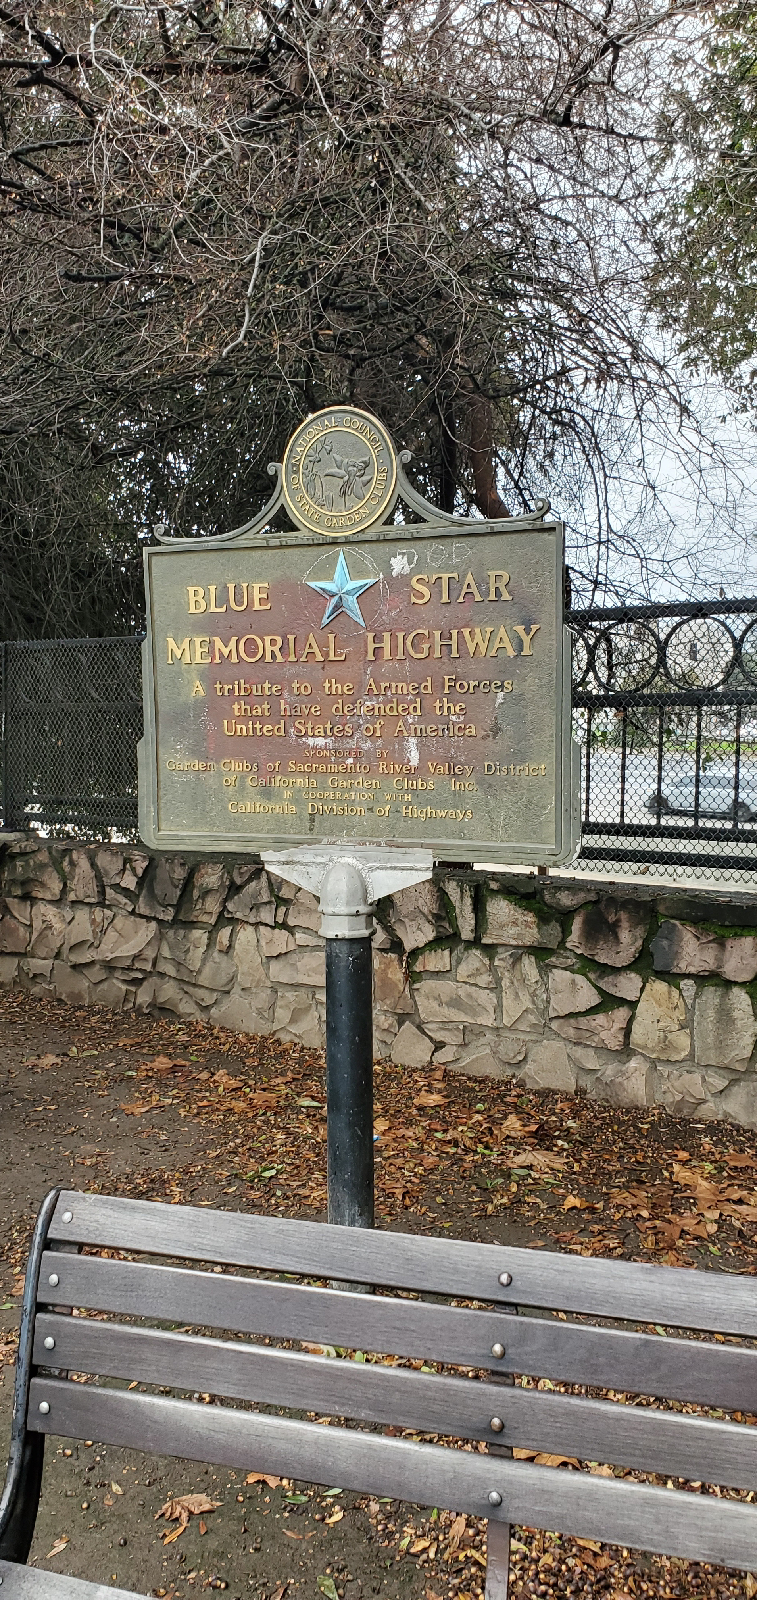 NATIONAL COUNCIL
OF STATE GARDEN CLUBS
BLUE STAR
MEMORIAL HIGHWAY
A tribute to the Armed Forces
that have defended the
United States of America
SPONSORED BY
Garden Clubs of Sacramento River Valley District
of California Garden Clubs Inc.
IN COOPERATION WITH
California Division of Highways